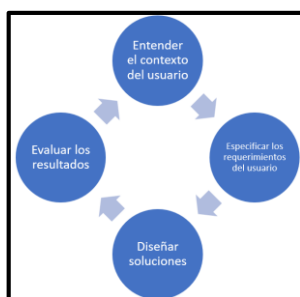 Entender
el contexto
del usuario
Especificar los
requerimientos
del usuario
Diseñar
soluciones
Evaluar los
resultados